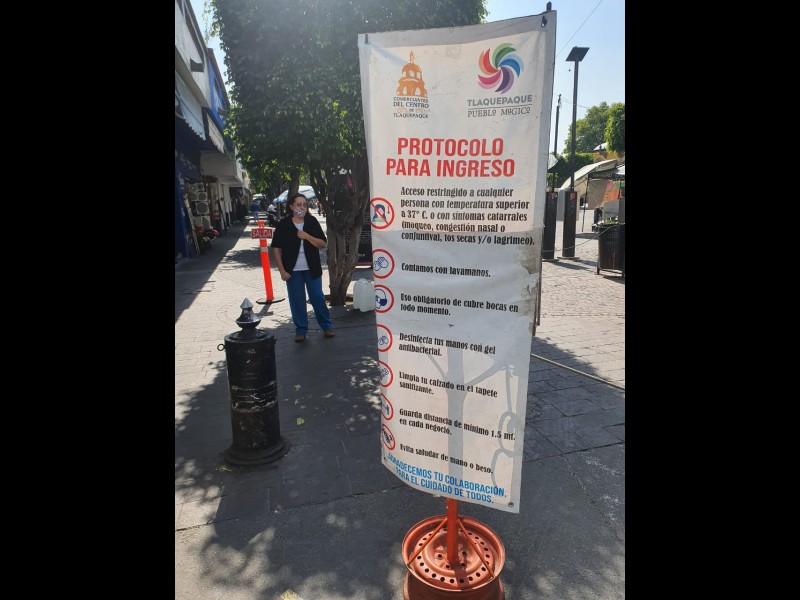 COMERCIANTES DEL CENTRO
DE
TLAQUEPAQUE
TLAQUEPAQUE
PUEBLO MÁGICO
PROTOCOLO
PARA INGRESO
Acceso restringido a cualquier
persona con temperatura superior
a 37° C. o con síntomas catarrales
(moqueo, congestión nasal o
conjuntival, tos secas y/o lagrimeo).
Contamos con lavamanos.
Uso obligatorio de cubre bocas en
todo momento.
Desinfecta tus manos con gel
antibacterial.
Limpia tu calzado en el tapete
sanitizante.
Guarda distancia de mínimo 1.5 mt.
en cada negocio.
Evita saludar de mano o beso.
AGRADECEMOS TU COLABORACIÓN,
PARA EL CUIDADO DE TODOS.
SALIDA